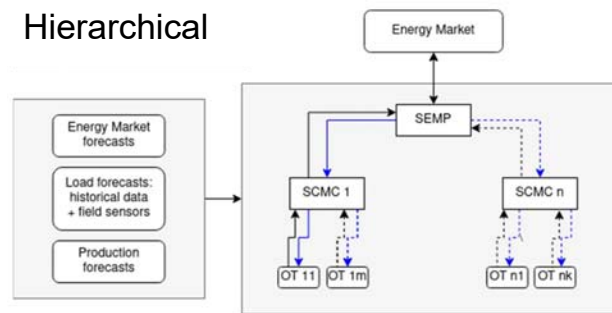 Hierarchical
Energy Market
Energy Market
forecasts
Load forecasts:
historical data
+ field sensors
Production
forecasts
SEMP
SCMC 1
SCMC n
OT 11
OT 1m
OT n1
OT nk